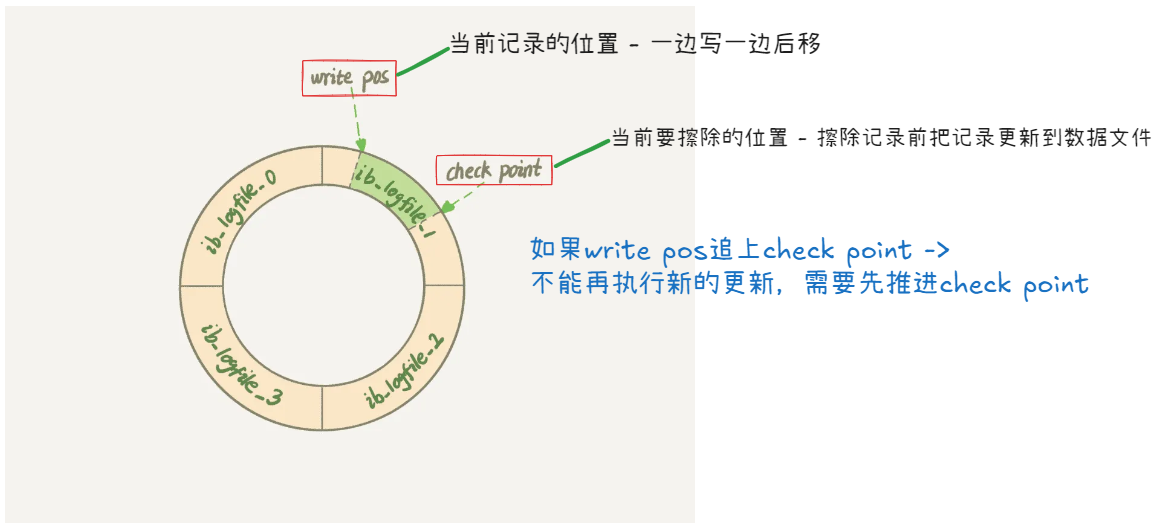 当前记录的位置 - 一边写一边后移
write pos
当前要擦除的位置 - 擦除记录前把记录更新到数据文件
check point
ib_logfile_0
ib_logfile_1
如果write pos追上check point ->
不能再执行新的更新，需要先推进check point
ib_logfile_3
ib_logfile_2